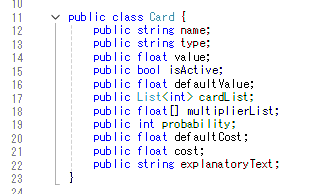 10
11 public class Card {
12 public string name;
13 public string type;
14 public float value;
15 public bool isActive;
16 public float defaultValue;
17 public List<int> cardList;
18 public float[] multiplierList;
19 public int probability;
20 public float defaultCost;
21 public float cost;
22 public string explanatoryText;
23 }
24